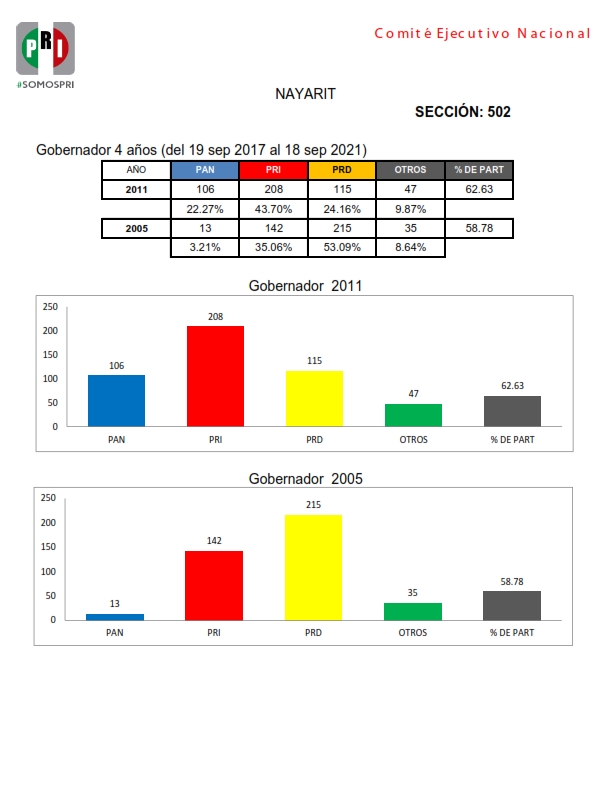 Comité Ejecutivo Nacional
PRI
#SOMOSPRI
NAYARIT
SECCIÓN: 502
Gobernador 4 años (del 19 sep 2017 al 18 sep 2021)
AÑO PAN PRI PRD OTROS % DE PART
2011 106 208 115 47 62.63
22.27% 43.70% 24.16% 9.87%
2005 13 142 215 35 58.78
3.21% 35.06% 53.09% 8.64%
Gobernador 2011
250
200
150
100
50
0
106
208
115
47
62.63
PAN PRI PRD OTROS % DE PART
Gobernador 2005
250
200
150
100
50
0
13
142
215
35
58.78
PAN PRI PRD OTROS % DE PART